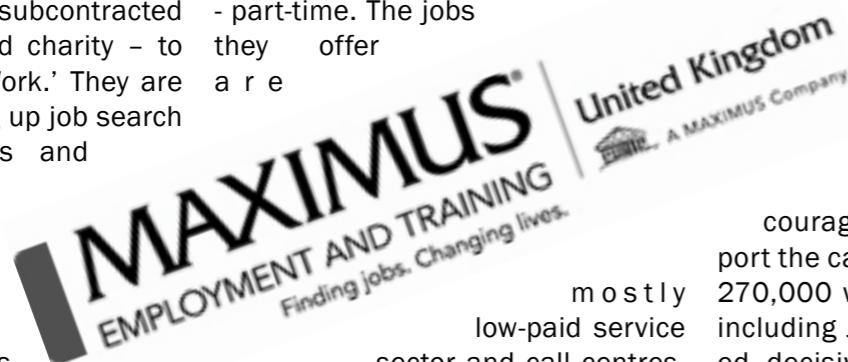 subcontracted
d charity – to
ork.’ They are
up job search
s and
- part-time. The jobs
they offer
are
MAXIMUS
EMPLOYMENT AND TRAINING
Finding jobs. Changing lives.
United Kingdom
A MAXIMUS Company
mostly
low-paid service
sector and call centres.
courag
port the ca
270,000 w
including
ed, decisiv